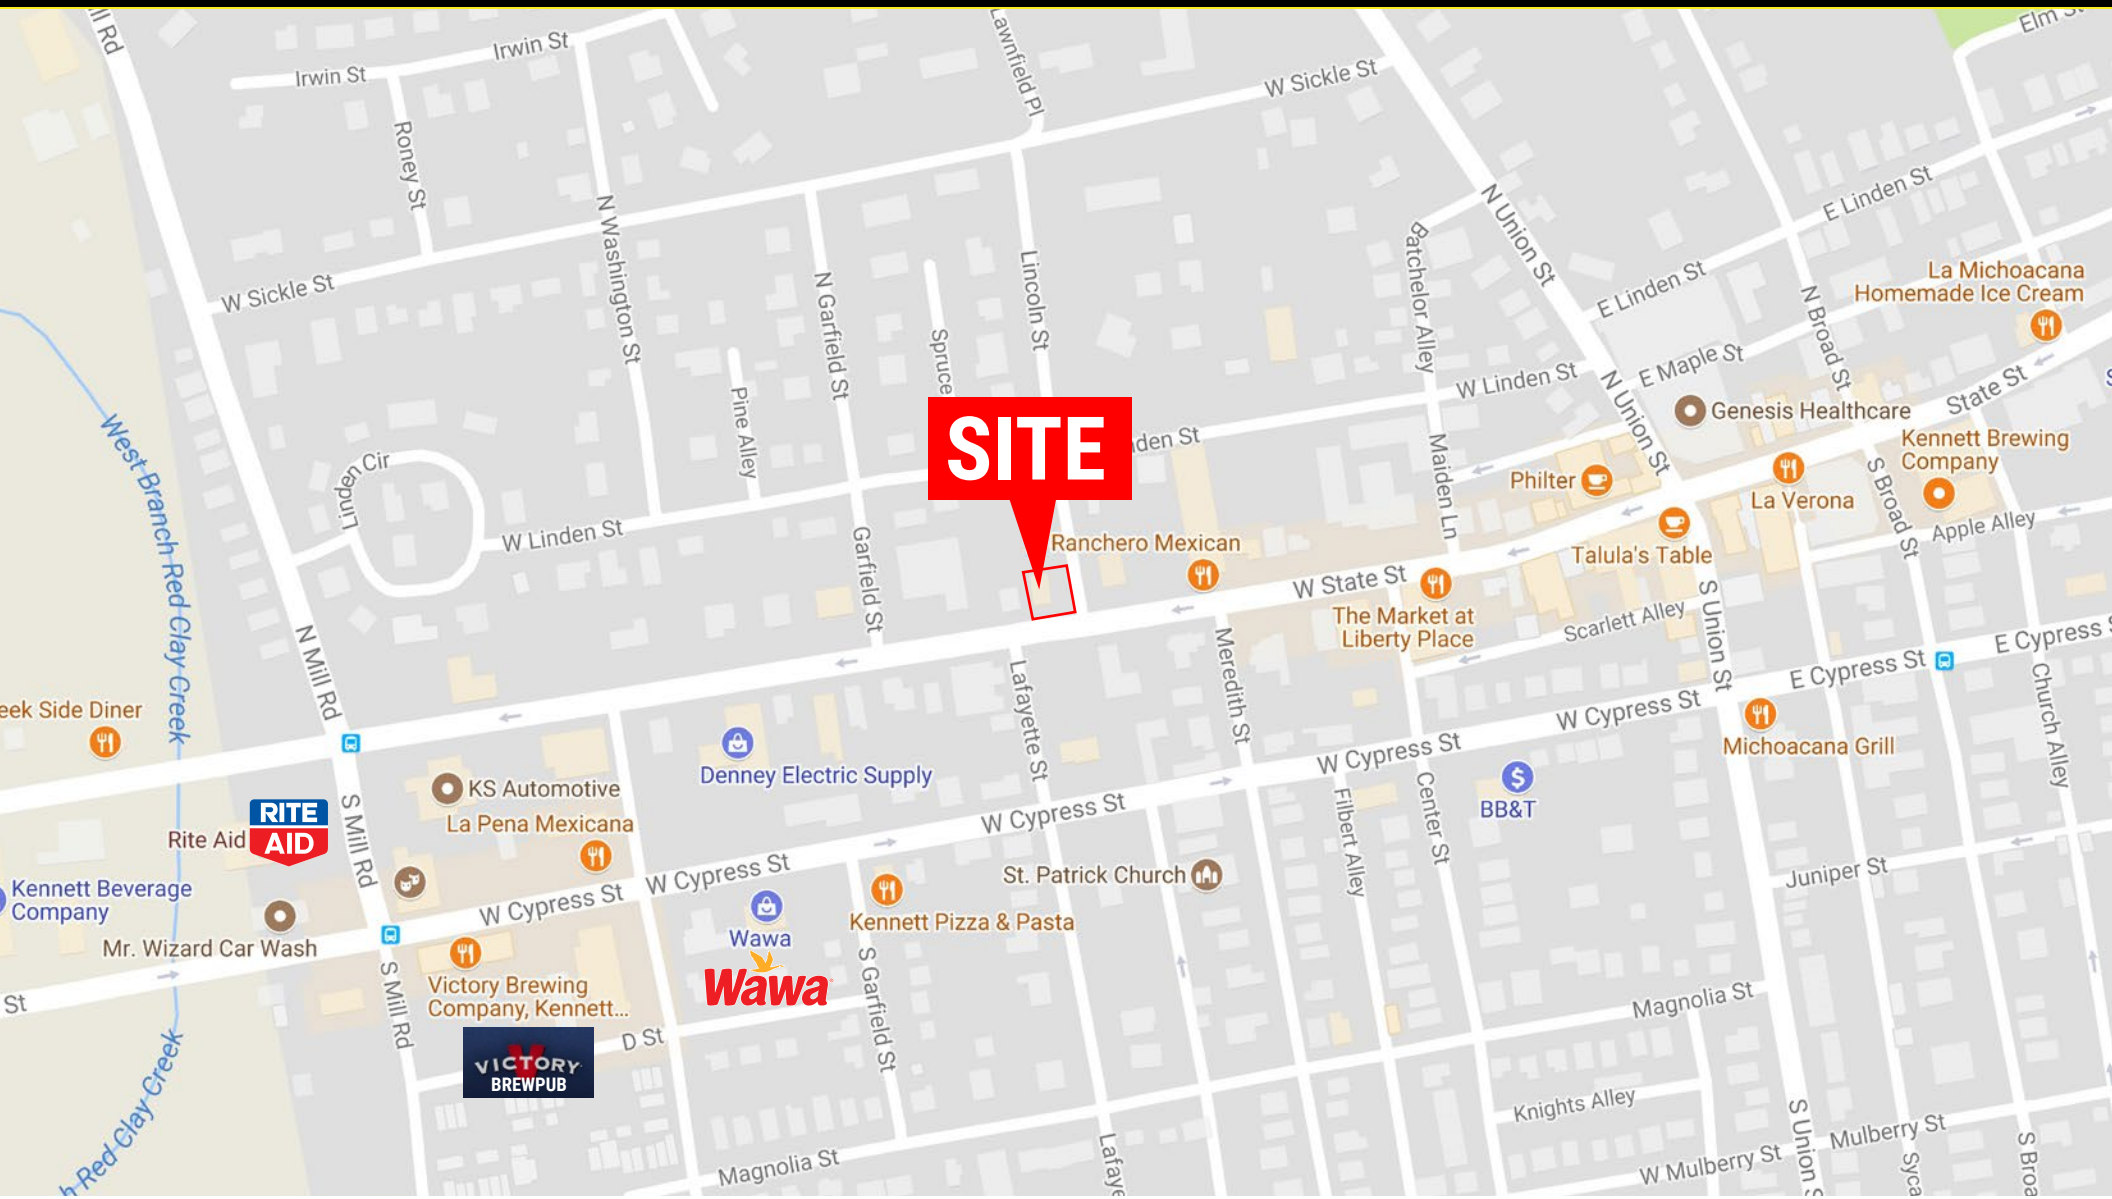 ll Rd
Irwin St
Irwin St
Lawnfield Pl
W Sickle St
Elm St
Roney St
N Washington St
N Union St
E Linden St
Batchelor Alley
W Sickle St
N Garfield St
Lincoln St
Spruce
E Linden St
N Broad St
La Michoacana
Homemade Ice Cream
E Maple St
W Linden St
N Union St
State St
Genesis Healthcare
Pine Alley
SITE
den St
Maiden Ln
Kennett Brewing
Company
West Branch Red Clay Creek
Linden Cir
Philter
La Verona
S Broad St
Apple Alley
W Linden St
Garfield St
Ranchero Mexican
Talula's Table
W State St
The Market at
Liberty Place
Scarlett Alley
S Union St
E Cypress S
E Cypress St
N Mill Rd
Lafayette St
Meredith St
W Cypress St
Church Alley
eek Side Diner
Michoacana Grill
W Cypress St
Denney Electric Supply
KS Automotive
La Pena Mexicana
S Mill Rd
RITE
AID
Rite Aid
BB&T
Filbert Alley
Center St
W Cypress St
Juniper St
W Cypress St
St. Patrick Church
Kennett Beverage
Company
W Cypress St
Kennett Pizza & Pasta
Wawa
Wawa
Mr. Wizard Car Wash
Victory Brewing
Company, Kennett...
S Mill Rd
S Garfield St
St
D St
Magnolia St
VICTORY
BREWPUB
h Red Clay Creek
Knights Alley
Magnolia St
Lafaye
S Union S
Mulberry St
W Mulberry St
Syca
S Broa